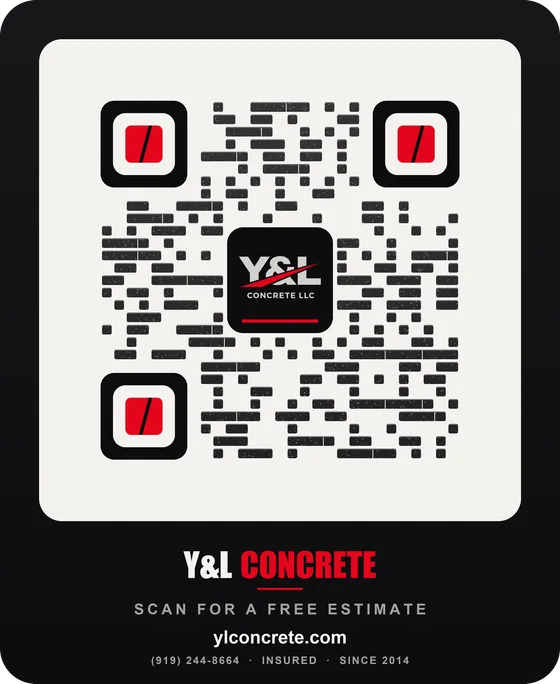 Y&L
CONCRETE LLC
Y&L CONCRETE
SCAN FOR A FREE ESTIMATE
ylconcrete.com
(919) 244-8664 · INSURED · SINCE 2014